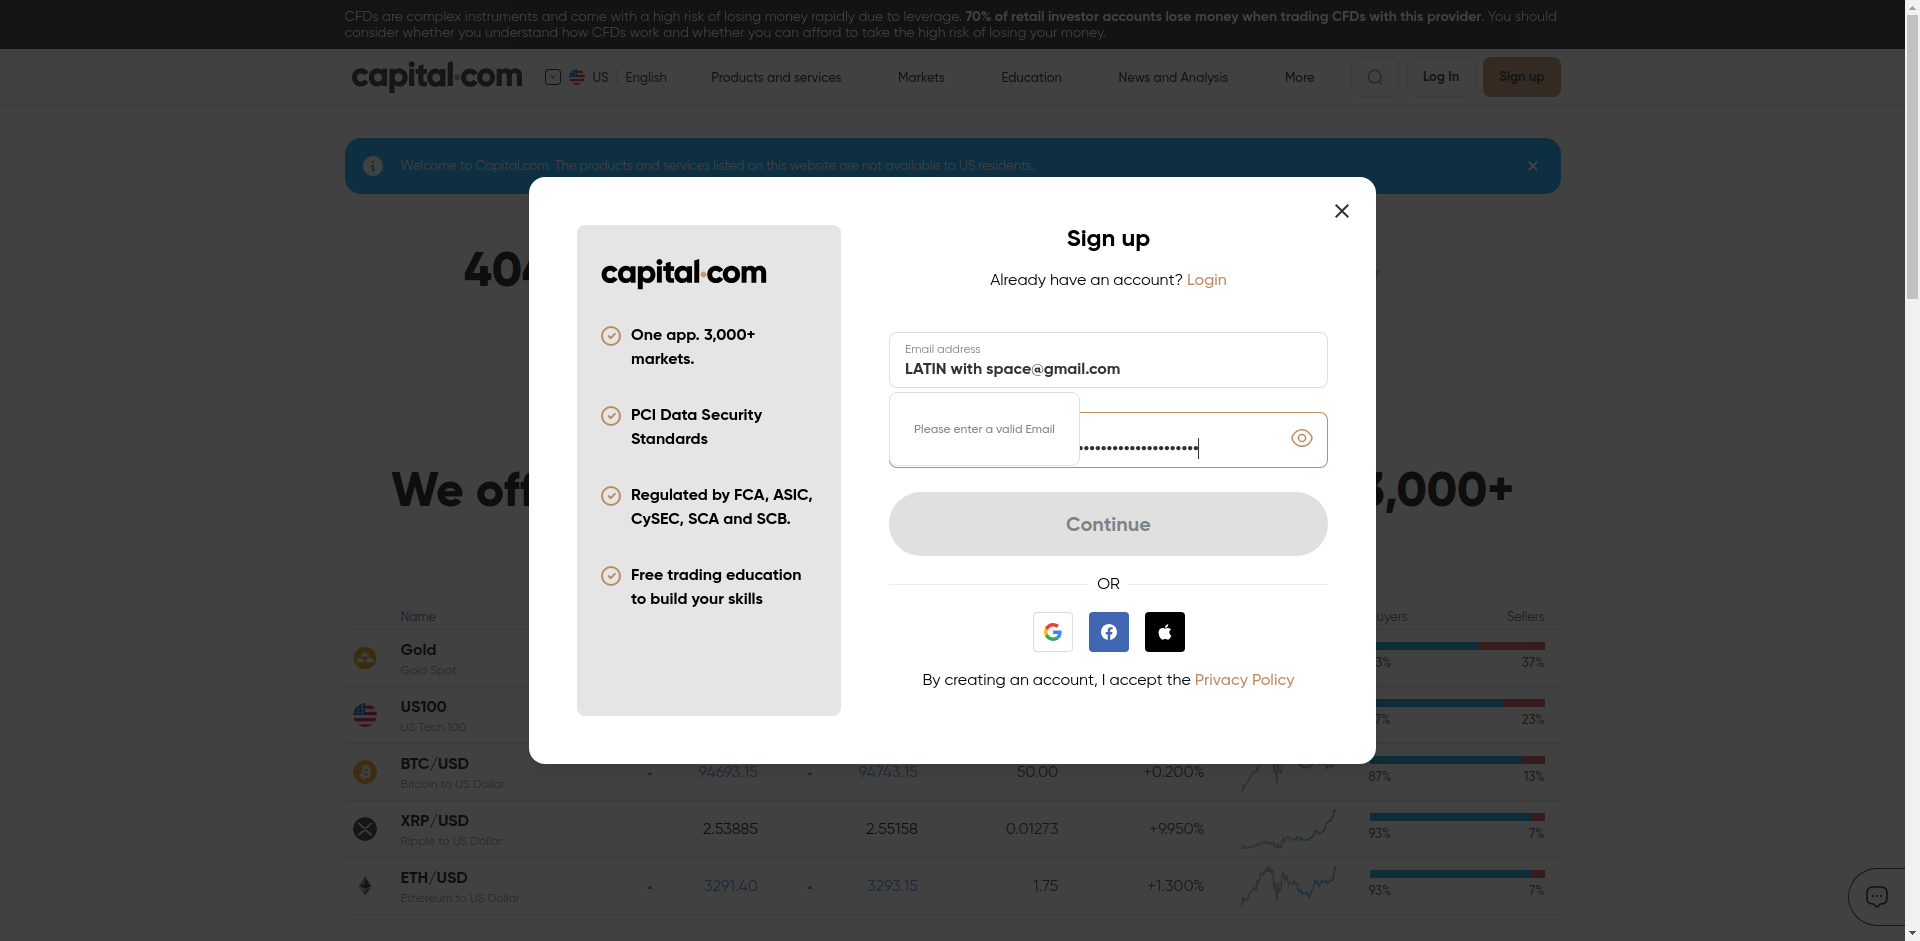 CFDs are complex instruments and come with a high risk of losing money rapidly due to leverage. 70% of retail investor accounts lose money when trading CFDs with this provider. You should
consider whether you understand how CFDs work and whether you can afford to take the high risk of losing your money.
capital.com
US English
Products and services
Markets
Education
News and Analysis
More
Log In
Sign up
Welcome to Capital.com. The products and services listed on this website are not available to US residents.
404
We off
3,000+
capital.com
One app. 3,000+
markets.
PCI Data Security
Standards
Regulated by FCA, ASIC,
CySEC, SCA and SCB.
Free trading education
to build your skills
Sign up
Already have an account? Login
Email address
LATIN with space@gmail.com
Please enter a valid Email
Continue
OR
By creating an account, I accept the Privacy Policy
Name
Sellers
Gold
Gold Spot
3%
37%
US100
US Tech 100
7%
23%
BTC/USD
Bitcoin to US Dollar
94693.15
94743.15
50.00
+0.200%
87%
13%
XRP/USD
Ripple to US Dollar
2.53885
2.55158
0.01273
+9.950%
93%
7%
ETH/USD
Ethereum to US Dollar
3291.40
3293.15
1.75
+1.300%
93%
7%